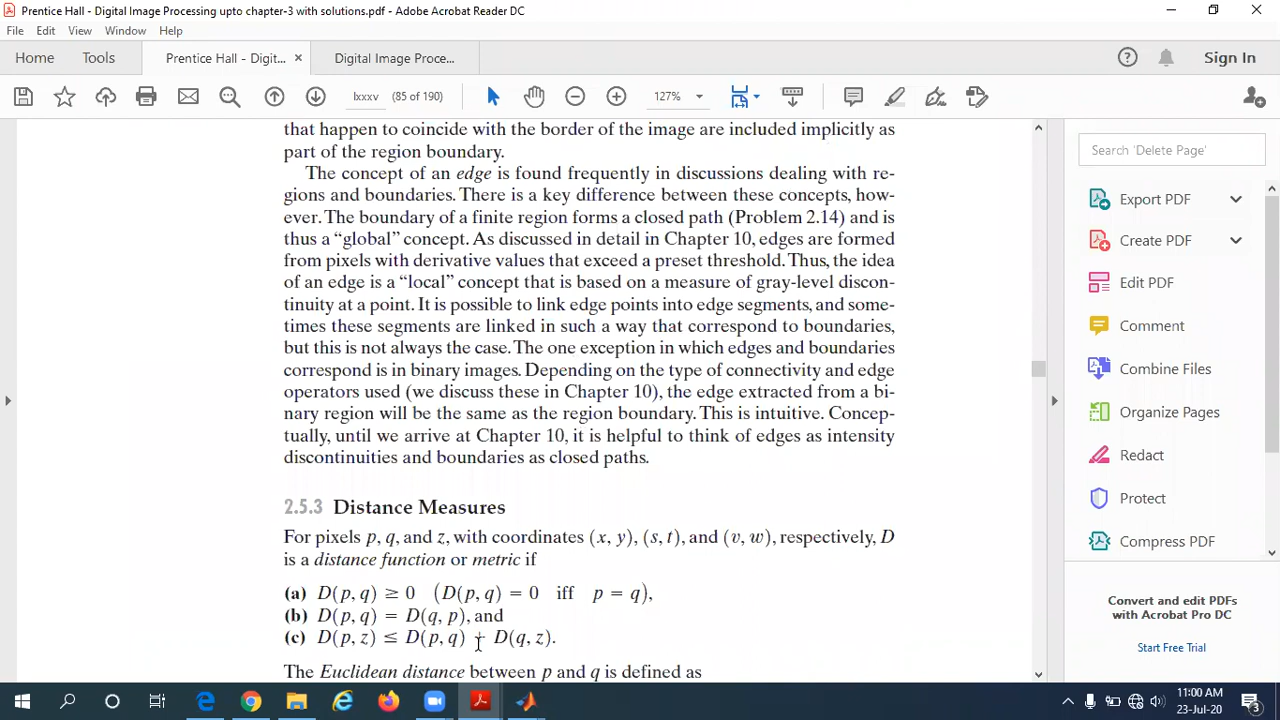 Prentice Hall - Digital Image Processing upto chapter-3 with solutions.pdf - Adobe Acrobat Reader DC
File Edit View Window Help
Home Tools Prentice Hall - Digit... × Digital Image Proce... Sign In
lxxxv (85 of 190) 127%
that happen to coincide with the border of the image are included implicitly as
part of the region boundary.
The concept of an edge is found frequently in discussions dealing with re-
gions and boundaries. There is a key difference between these concepts, how-
ever. The boundary of a finite region forms a closed path (Problem 2.14) and is
thus a “global” concept. As discussed in detail in Chapter 10, edges are formed
from pixels with derivative values that exceed a preset threshold. Thus, the idea
of an edge is a “local” concept that is based on a measure of gray-level discon-
tinuity at a point. It is possible to link edge points into edge segments, and some-
times these segments are linked in such a way that correspond to boundaries,
but this is not always the case. The one exception in which edges and boundaries
correspond is in binary images. Depending on the type of connectivity and edge
operators used (we discuss these in Chapter 10), the edge extracted from a bi-
nary region will be the same as the region boundary. This is intuitive. Concep-
tually, until we arrive at Chapter 10, it is helpful to think of edges as intensity
discontinuities and boundaries as closed paths.
2.5.3 Distance Measures
For pixels p, q, and z, with coordinates (x, y), (s, t), and (v, w), respectively, D
is a distance function or metric if
(a) D(p, q) ≥ 0 (D(p, q) = 0 iff p = q),
(b) D(p, q) = D(q, p), and
(c) D(p, z) ≤ D(p, q) + D(q, z).
The Euclidean distance between p and q is defined as
Search 'Delete Page'
Export PDF
Create PDF
Edit PDF
Comment
Combine Files
Organize Pages
Redact
Protect
Compress PDF
Convert and edit PDFs
with Acrobat Pro DC
Start Free Trial
11:00 AM
23-Jul-20
3